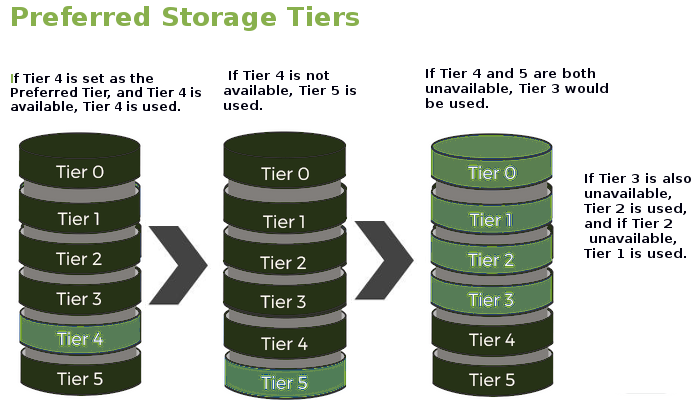 Preferred Storage Tiers
If Tier 4 is set as the
Preferred Tier, and Tier 4 is
available, Tier 4 is used.
If Tier 4 is not
available, Tier 5 is
used.
If Tier 4 and 5 are both
unavailable, Tier 3 would
be used.
Tier 0
Tier 1
Tier 2
Tier 3
Tier 4
Tier 5
Tier 0
Tier 1
Tier 2
Tier 3
Tier 4
Tier 5
Tier 0
Tier 1
Tier 2
Tier 3
Tier 4
Tier 5
If Tier 3 is also
unavailable,
Tier 2 is used,
and if Tier 2
unavailable,
Tier 1 is used.